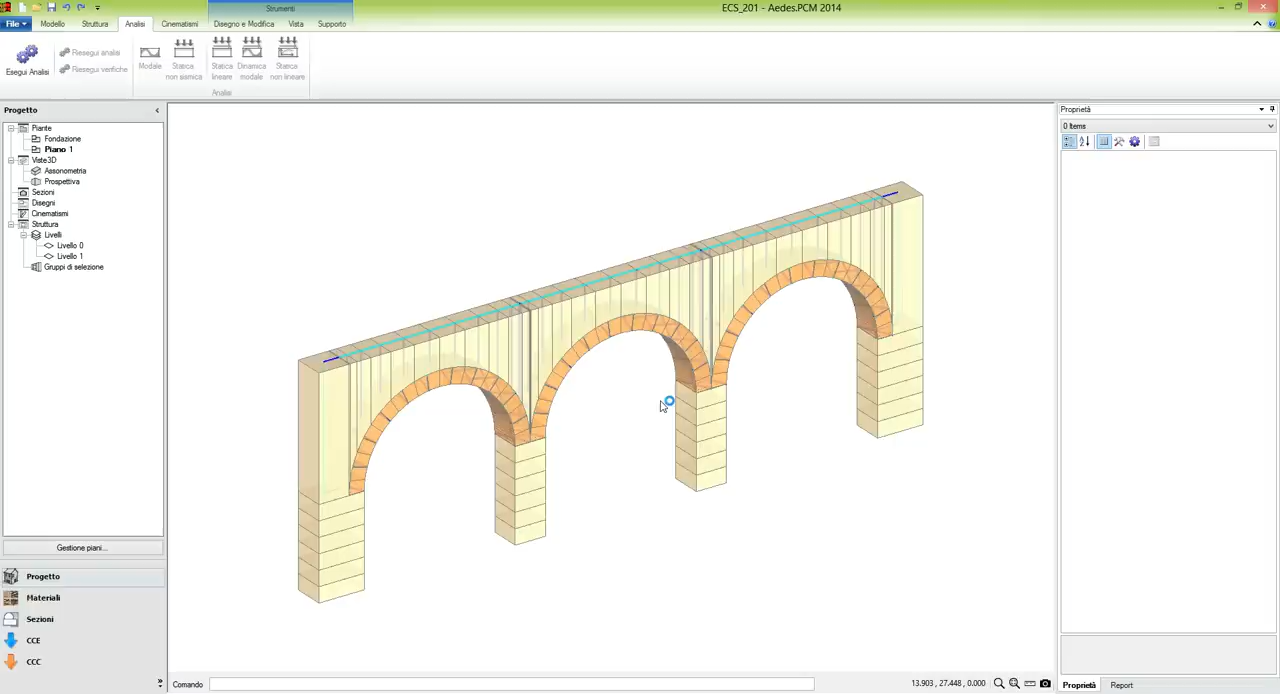 ECS_201 - Aedes.PCM 2014
Strumenti
File
Modello
Struttura
Analisi
Cinematismi
Disegno e Modifica
Vista
Supporto
Esegui Analisi
Riesegui analisi
Riesegui verifiche
Modale
Statica
non sismica
Statica
lineare
Dinamica
modale
Statica
non lineare
Analisi
Progetto
Piante
Fondazione
Piano 1
Viste3D
Assonometria
Prospettiva
Sezioni
Disegni
Cinematismi
Struttura
Livelli
Livello 0
Livello 1
Gruppi di selezione
Gestione piani...
Progetto
Materiali
Sezioni
CCE
CCC
Comando
13.903 , 27.448 , 0.000
Proprietà
0 Items
Proprietà
Report